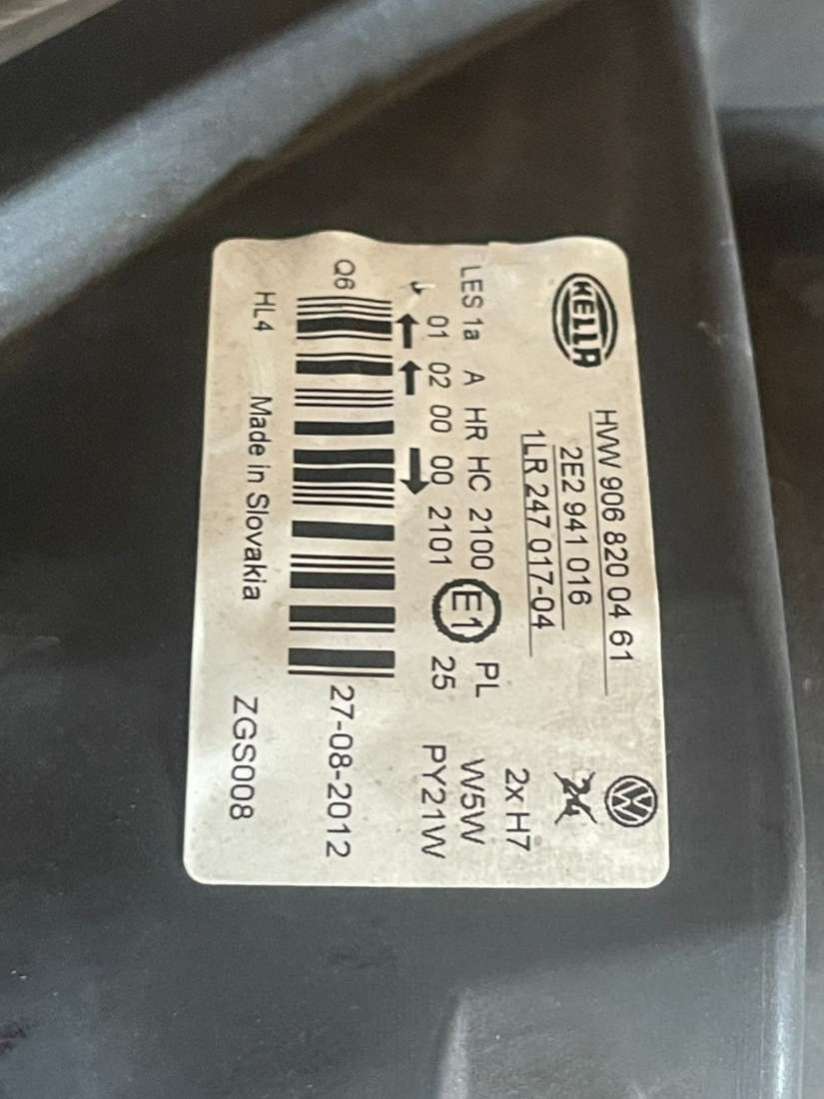 HELLA
HVW 906 820 04 61
2E2 941 016
1LR 247 017-04
2x H7
LES 1a A HR HC 2100 E1 PL W5W
01 02 00 00 2101 25 PY21W
Q6 27-08-2012
HL4 Made in Slovakia ZGS008